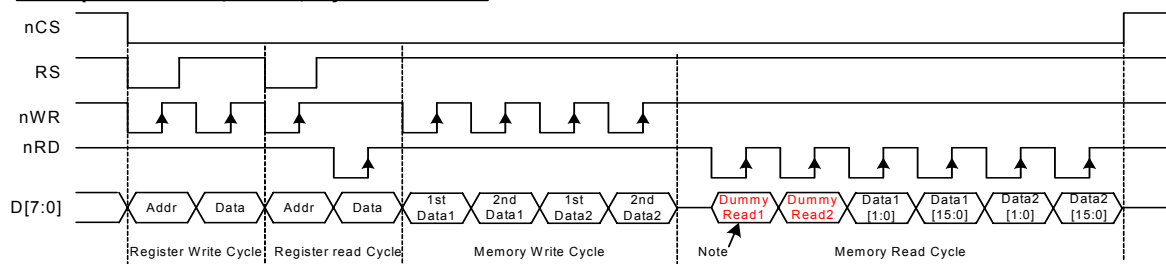 nCS
RS
nWR
nRD
D[7:0]
Addr
Data
Addr
Data
1st
Data1
2nd
Data1
1st
Data2
2nd
Data2
Dummy
Read1
Dummy
Read2
Data1
[1:0]
Data1
[15:0]
Data2
[1:0]
Data2
[15:0]
Register Write Cycle
Register read Cycle
Memory Write Cycle
Note
Memory Read Cycle